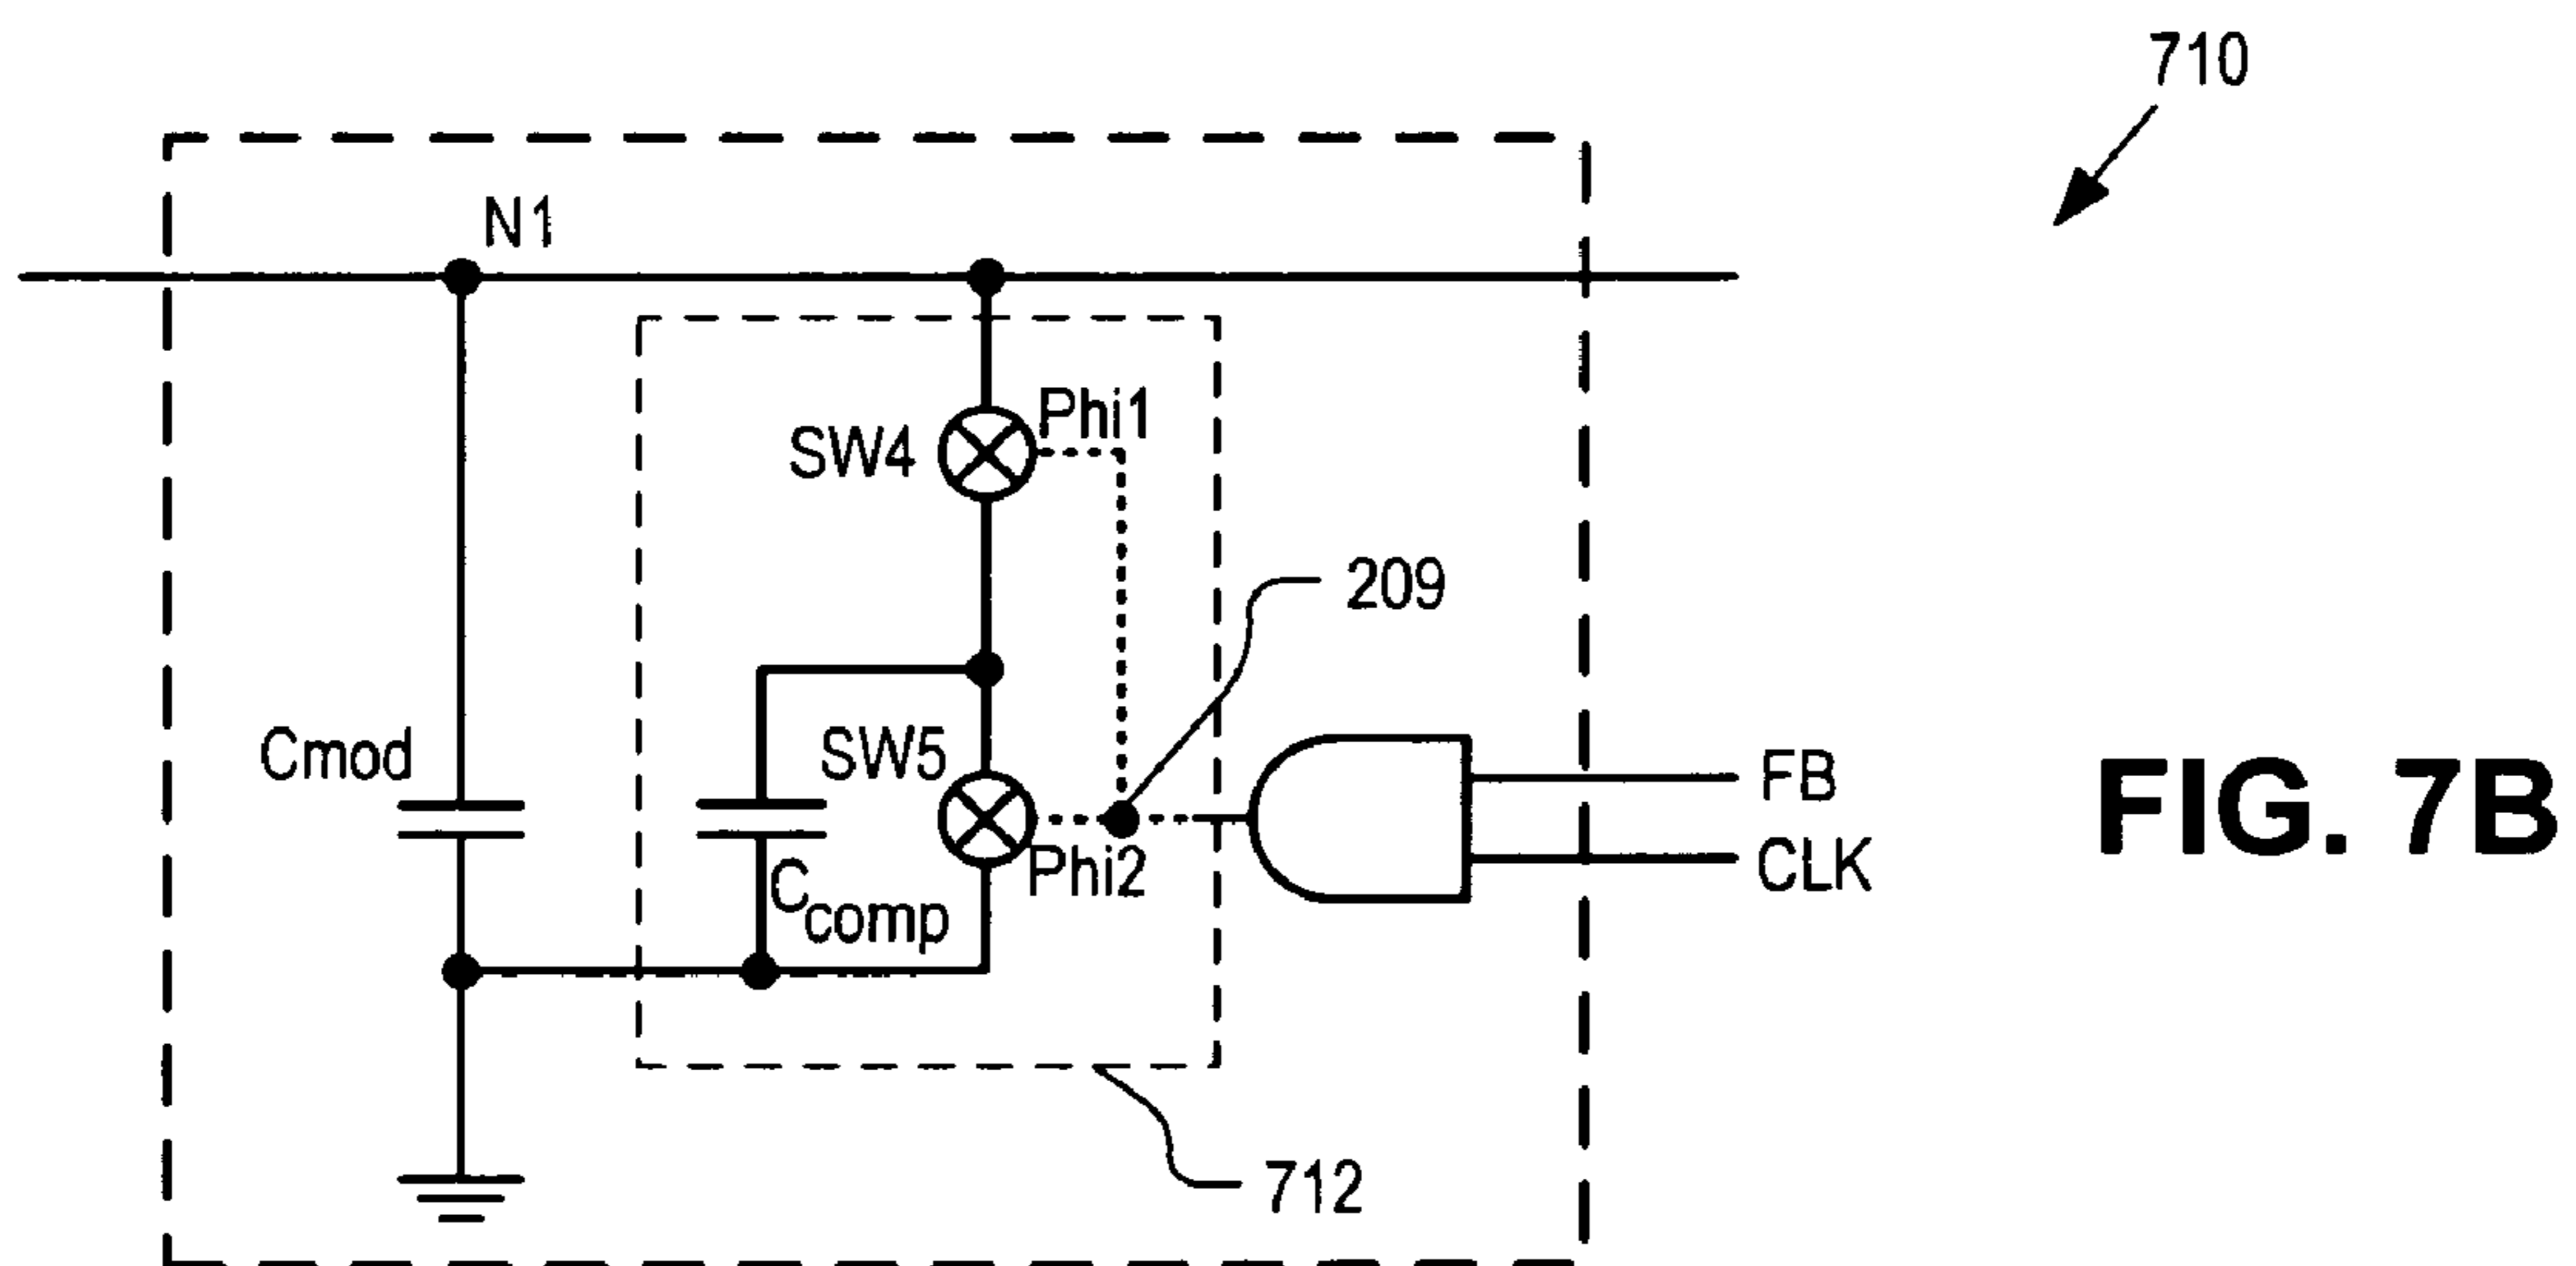 710
N1
Phi1
SW4
209
Cmod
SW5
FB
CLK
Phi2
Ccomp
712
FIG. 7B